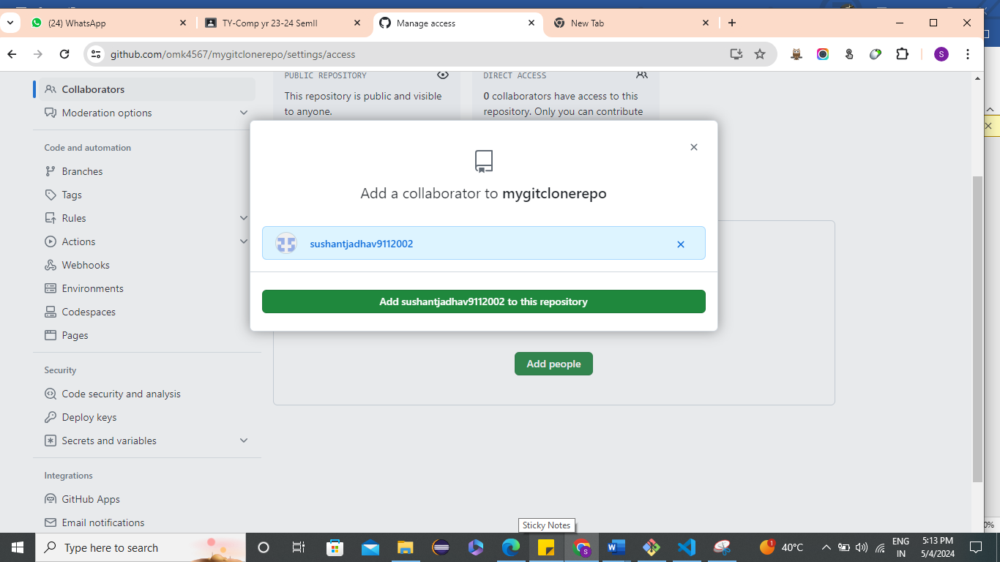 (24) WhatsApp
TY-Comp yr 23-24 SemII
Manage access
New Tab
github.com/omk4567/mygitclonerepo/settings/access
S
Collaborators
Moderation options
Code and automation
Branches
Tags
Rules
Actions
Webhooks
Environments
Codespaces
Pages
Security
Code security and analysis
Deploy keys
Secrets and variables
Integrations
GitHub Apps
Email notifications
PUBLIC REPOSITORY
This repository is public and visible
to anyone.
DIRECT ACCESS
0 collaborators have access to this
repository. Only you can contribute
Add a collaborator to mygitclonerepo
sushantjadhav9112002
Add sushantjadhav9112002 to this repository
Add people
0%
Sticky Notes
Type here to search
S
1
40°C
ENG
IN
5:13 PM
5/4/2024